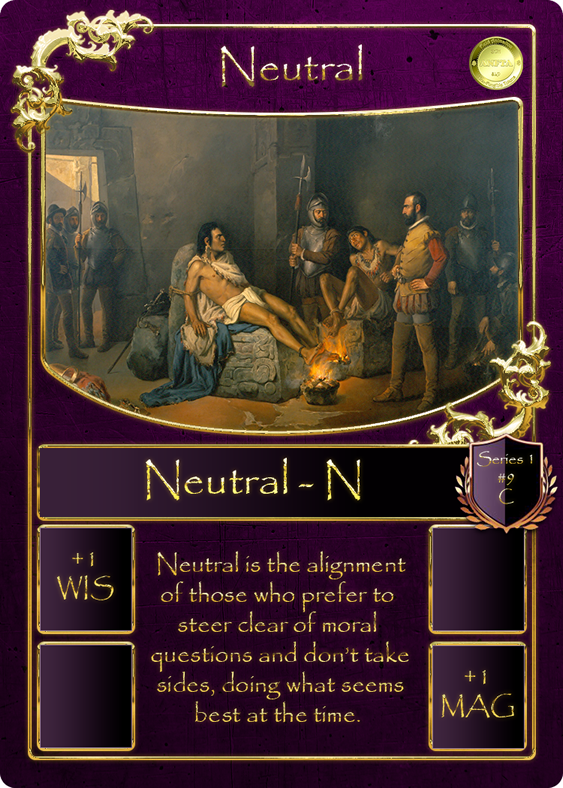 Neutral
Neutral - N
Series 1
#9
C
+1
WIS
Neutral is the alignment
of those who prefer to
steer clear of moral
questions and don't take
sides, doing what seems
best at the time.
+1
MAG